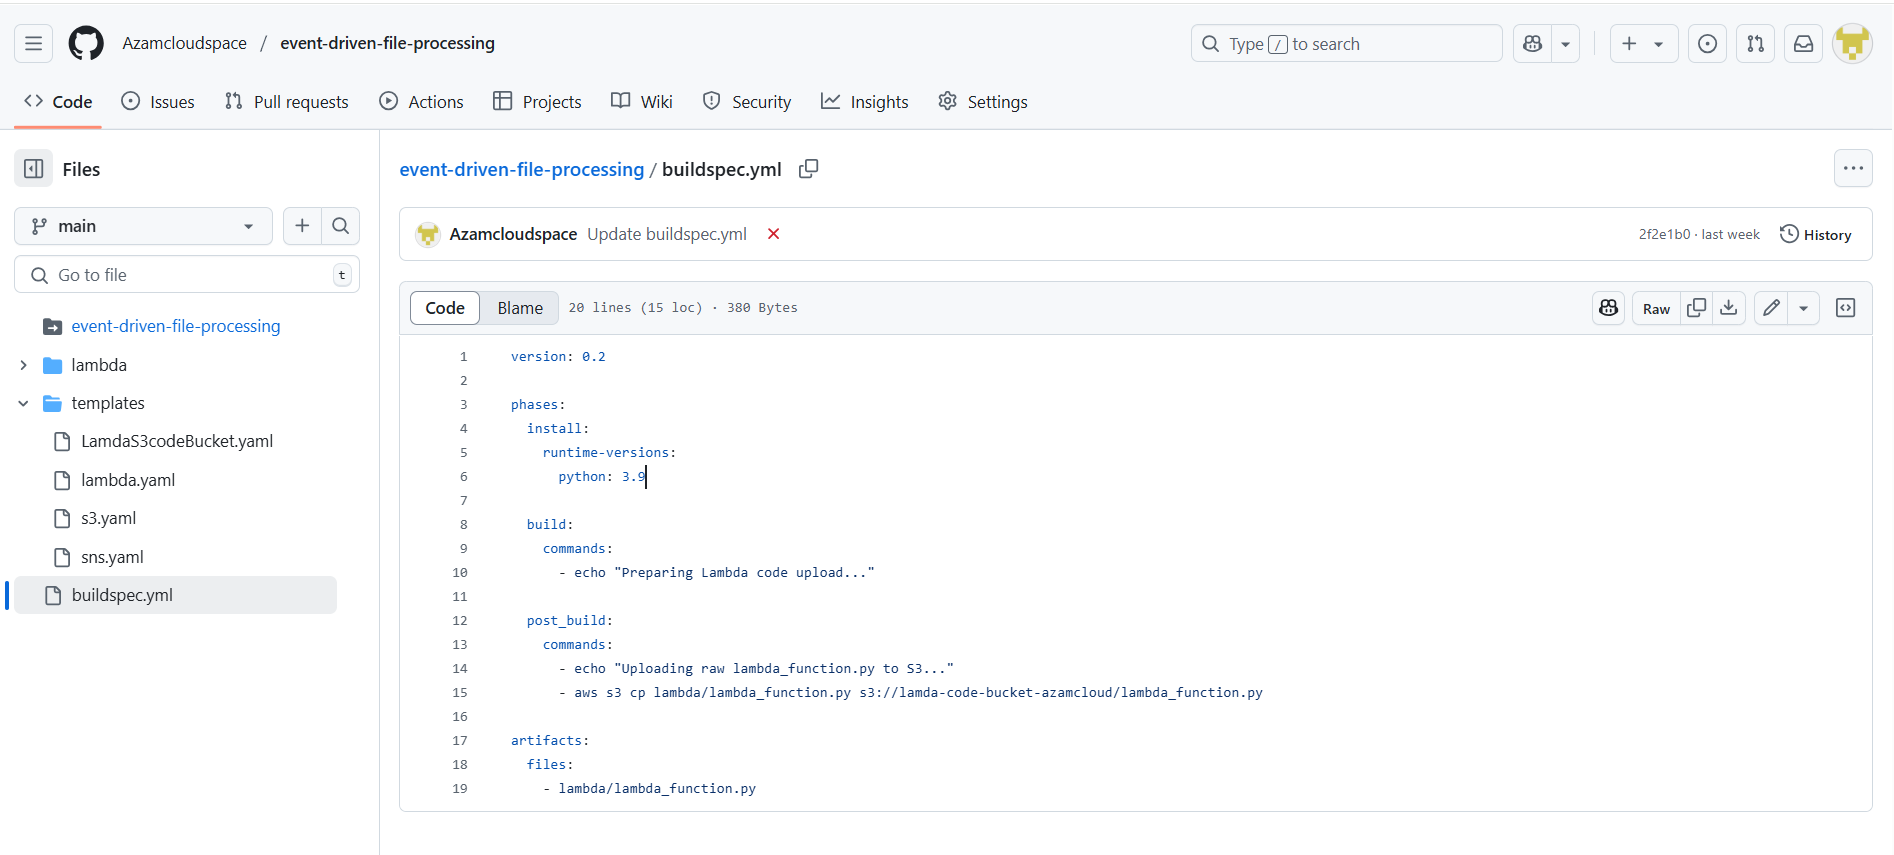 Azamcloudspace / event-driven-file-processing
Type / to search
Code
Issues
Pull requests
Actions
Projects
Wiki
Security
Insights
Settings
Files
main
Go to file
t
event-driven-file-processing
lambda
templates
LamdaS3codeBucket.yaml
lambda.yaml
s3.yaml
sns.yaml
buildspec.yml
event-driven-file-processing / buildspec.yml
Azamcloudspace Update buildspec.yml
2f2e1b0 · last week
History
Code
Blame
20 lines (15 loc) · 380 Bytes
Raw
1 version: 0.2
2
3 phases:
4   install:
5     runtime-versions:
6       python: 3.9
7
8   build:
9     commands:
10       - echo "Preparing Lambda code upload..."
11
12   post_build:
13     commands:
14       - echo "Uploading raw lambda_function.py to S3..."
15       - aws s3 cp lambda/lambda_function.py s3://lamda-code-bucket-azamcloud/lambda_function.py
16
17 artifacts:
18   files:
19     - lambda/lambda_function.py